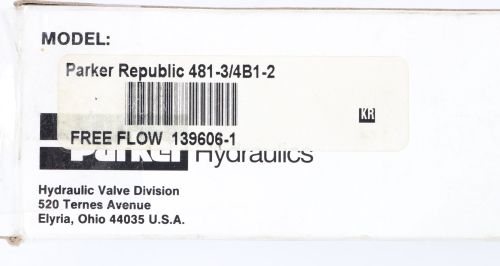 MODEL:
Parker Republic 481-3/4B1-2
KR
FREE FLOW 139606-1
Parker Hydraulics
Hydraulic Valve Division
520 Ternes Avenue
Elyria, Ohio 44035 U.S.A.